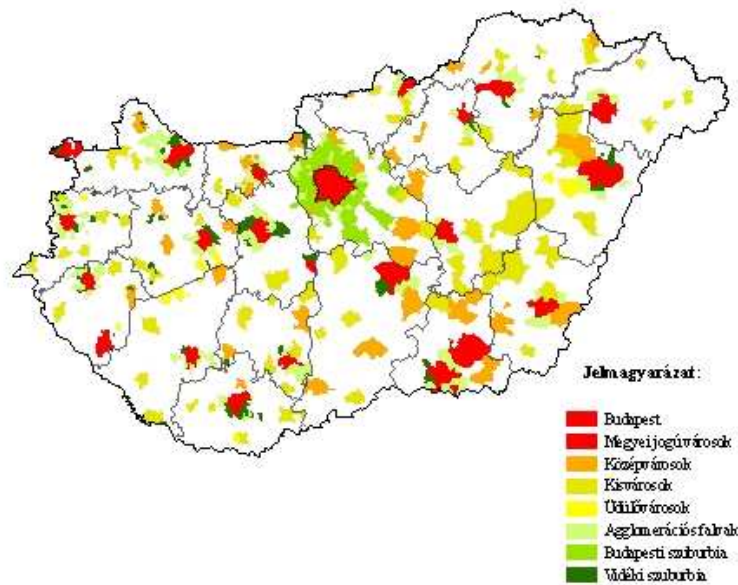 Jelmagyarázat:
Budapest
Megyei jogú városok
Középvárosok
Kisvárosok
Üdülővárosok
Agglomerációs falvak
Budapesti szuburbia
Vidéki szuburbia